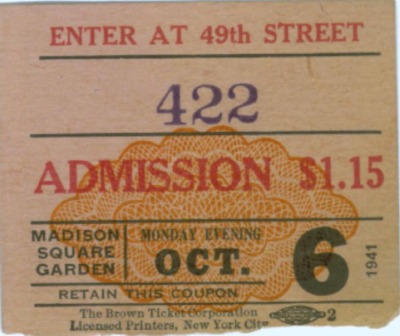 ENTER AT 49th STREET
422
ADMISSION $1.15
MADISON
SQUARE
GARDEN
MONDAY EVENING
OCT. 6
1941
RETAIN THIS COUPON
The Brown Ticket Corporation
Licensed Printers, New York City
2